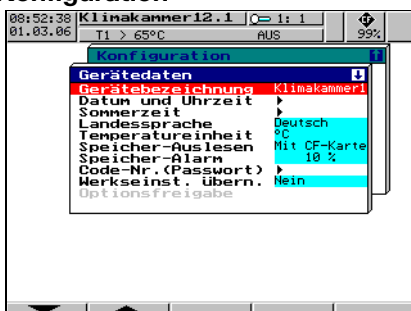 08:52:38 Klimakammer12.1 1: 1
01.03.06 T1 > 65°C AUS 99%
Konfiguration
Gerätedaten
Gerätebezeichnung Klimakammer1
Datum und Uhrzeit
Sommerzeit
Landessprache Deutsch
Temperatureinheit °C
Speicher-Auslesen Mit CF-Karte
Speicher-Alarm 10 %
Code-Nr.(Passwort)
Werkseinst. übern. Nein
Optionsfreigabe